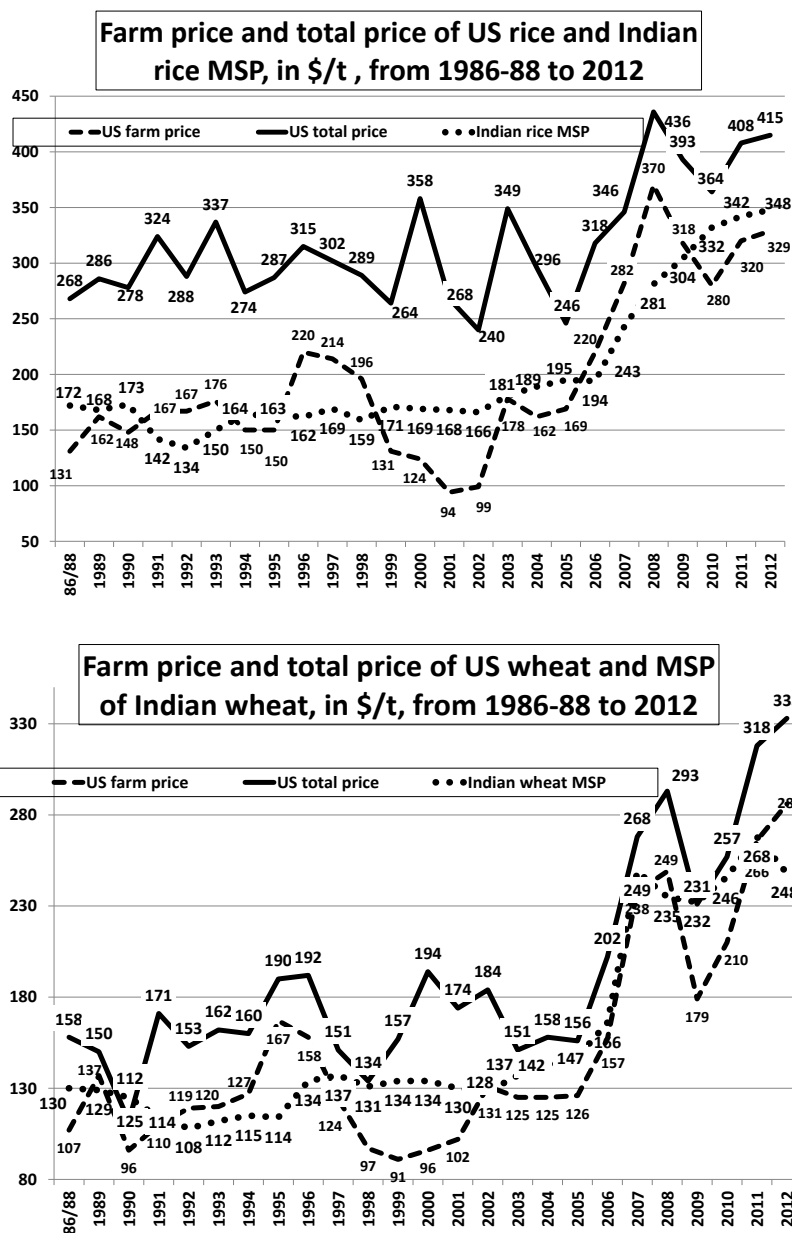 Farm price and total price of US rice and Indian
rice MSP, in $/t , from 1986-88 to 2012
450
400
350
300
250
200
150
100
50
US farm price US total price Indian rice MSP
268 286 278 324 288 337 274 287 315 302 289 264 358 268 240 349 296 246 318 346 436 393 364 408 415
131 162 148 167 167 176 150 150 220 214 196 131 124 94 99 178 162 169 220 282 370 318 280 320 329
172 168 173 142 134 150 164 163 162 169 159 171 169 168 166 181 189 195 194 243 281 304 332 342 348
86/88 1989 1990 1991 1992 1993 1994 1995 1996 1997 1998 1999 2000 2001 2002 2003 2004 2005 2006 2007 2008 2009 2010 2011 2012
Farm price and total price of US wheat and MSP
of Indian wheat, in $/t, from 1986-88 to 2012
330
280
230
180
130
80
US farm price US total price Indian wheat MSP
158 150 112 171 153 162 160 190 192 151 134 157 194 174 184 151 158 156 202 268 293 231 257 318 33
107 137 96 110 119 120 127 167 158 124 97 91 96 102 131 125 125 126 157 238 249 179 210 266 28
130 129 125 114 108 112 115 114 134 137 131 134 134 130 128 137 142 147 166 249 235 232 246 268 248
86/88 1989 1990 1991 1992 1993 1994 1995 1996 1997 1998 1999 2000 2001 2002 2003 2004 2005 2006 2007 2008 2009 2010 2011 2012